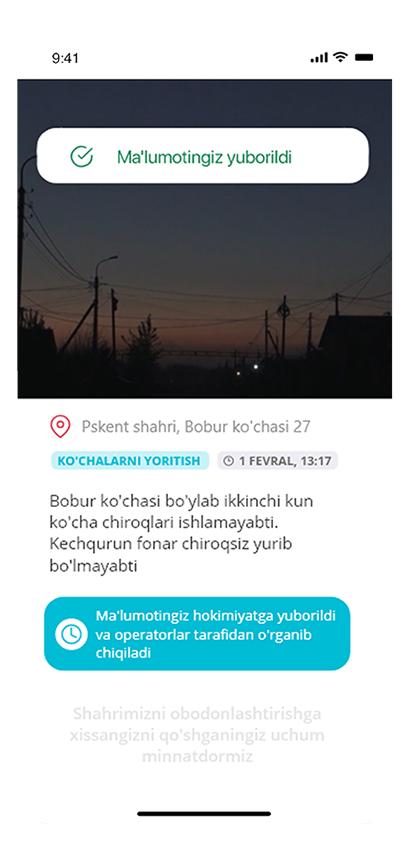 9:41
Ma'lumotingiz yuborildi
Pskent shahri, Bobur ko'chasi 27
KO'CHALARNI YORITISH
1 FEVRAL, 13:17
Bobur ko'chasi bo'ylab ikkinchi kun
ko'cha chiroqlari ishlamayabti.
Kechqurun fonar chiroqsiz yurib
bo'lmayabti
Ma'lumotingiz hokimiyatga yuborildi
va operatorlar tarafidan o'rganib
chiqiladi
Shahrimizni obodonlashtirishga
xissangizni qo'shganingiz uchum
minnatdormiz